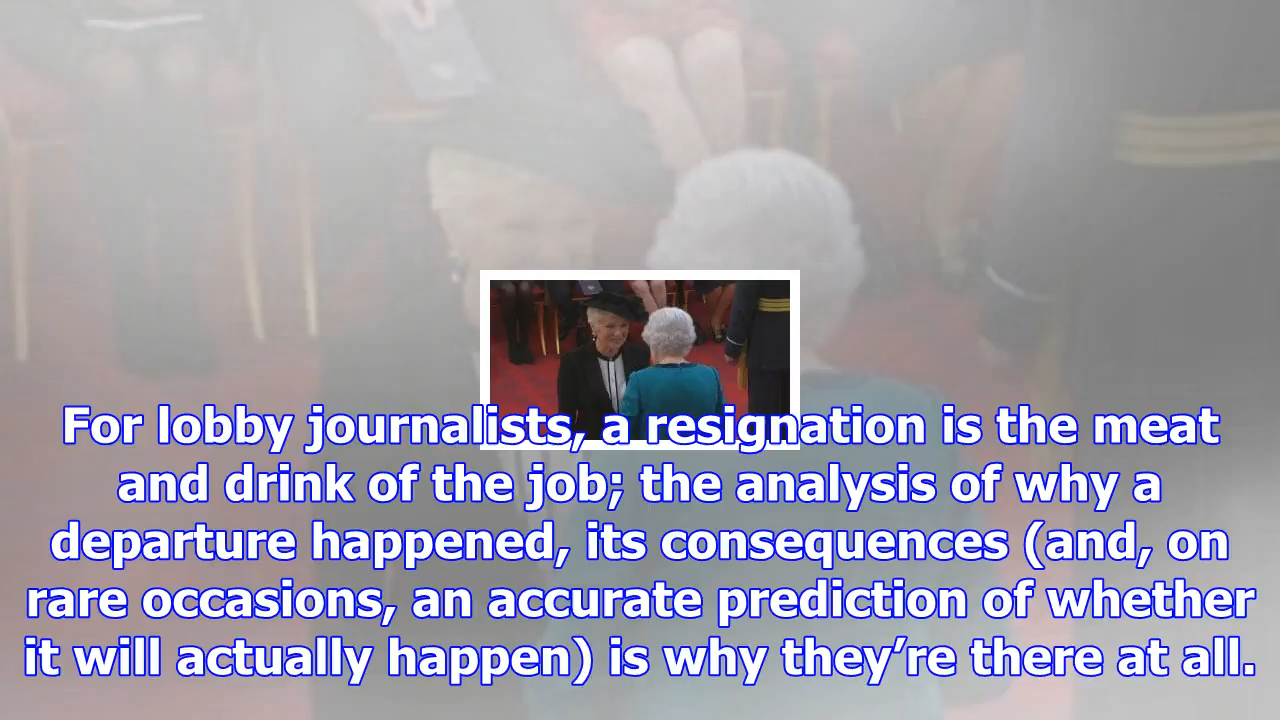 For lobby journalists, a resignation is the meat
and drink of the job; the analysis of why a
departure happened, its consequences (and, on
rare occasions, an accurate prediction of whether
it will actually happen) is why they’re there at all.